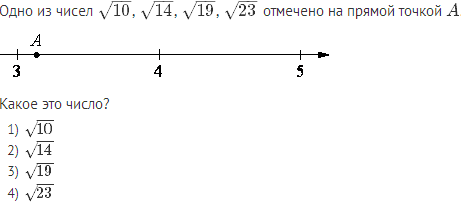 Одно из чисел √10, √14, √19, √23 отмечено на прямой точкой A
A
3 4 5
Какое это число?
1) √10
2) √14
3) √19
4) √23